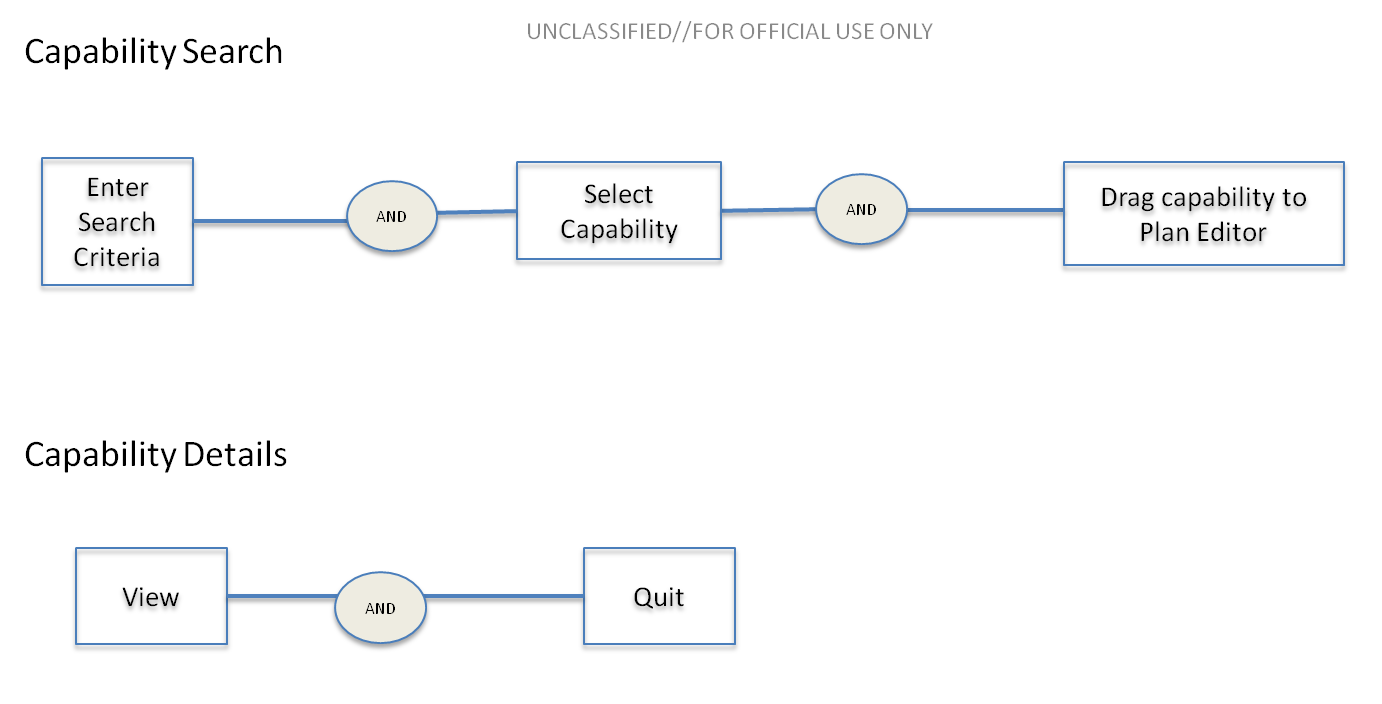 UNCLASSIFIED//FOR OFFICIAL USE ONLY
Capability Search
Enter
Search
Criteria
AND
Select
Capability
AND
Drag capability to
Plan Editor
Capability Details
View
AND
Quit